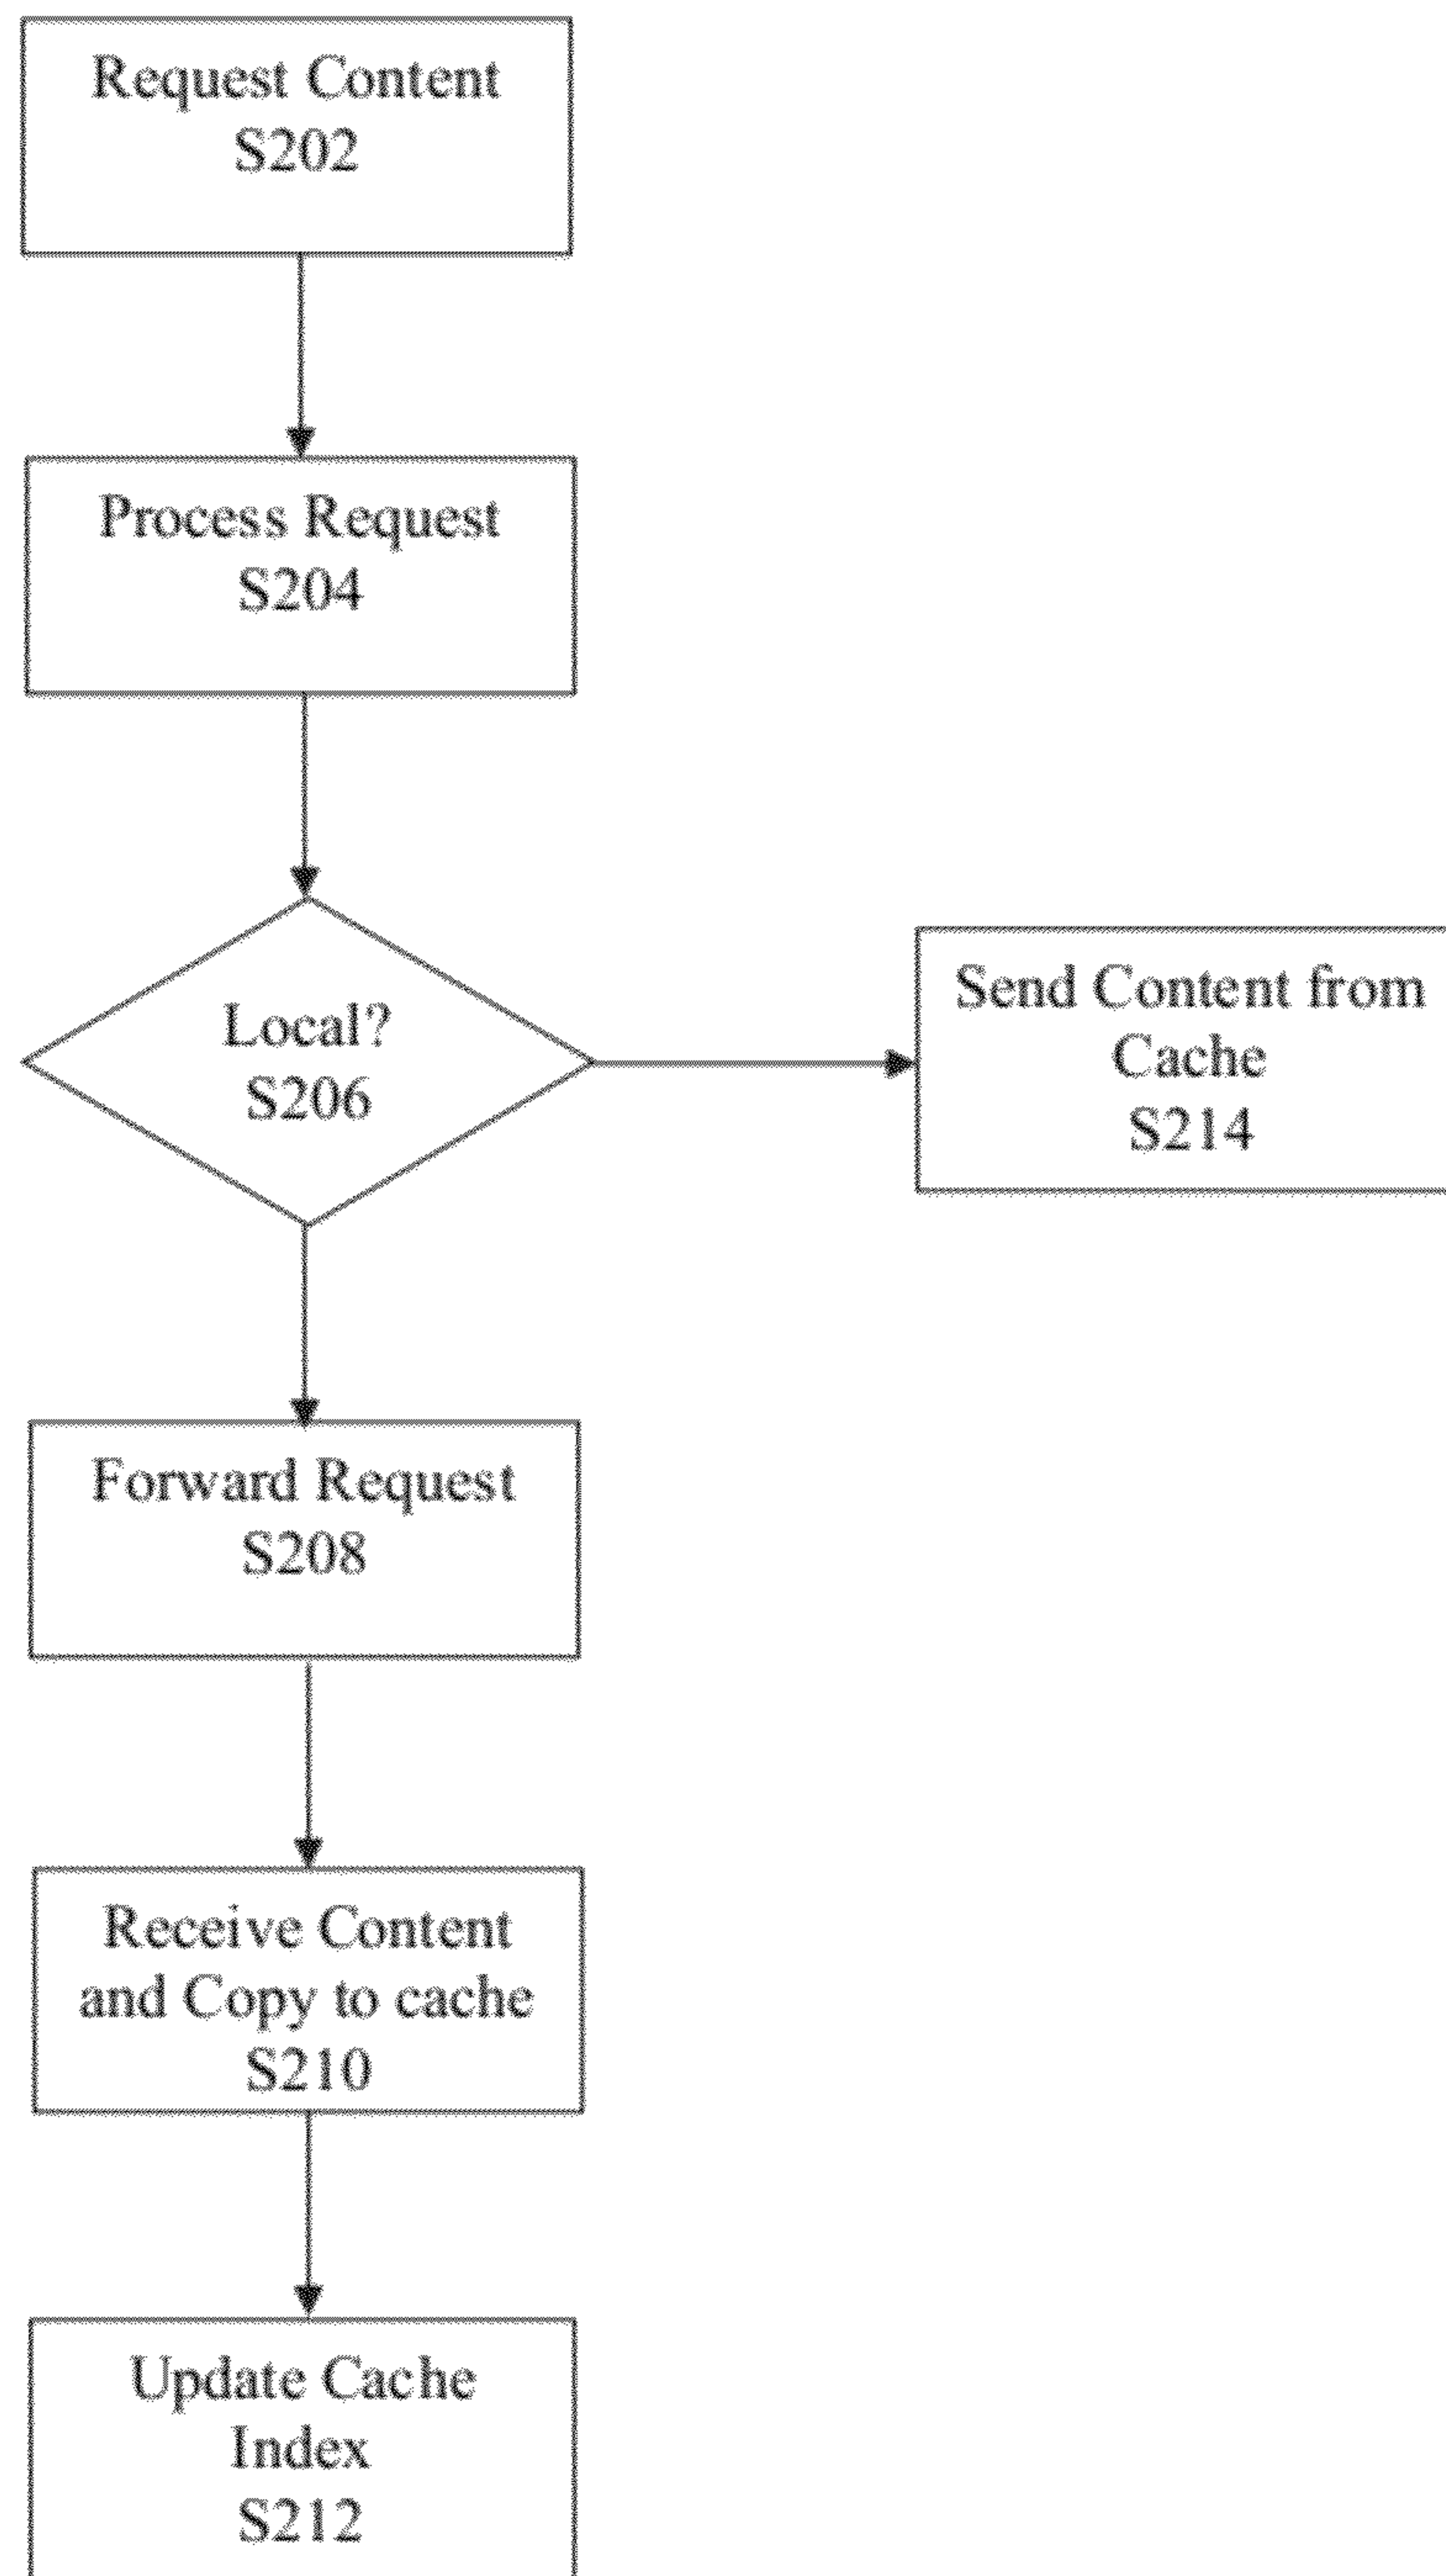 Request Content
S202
Process Request
S204
Local?
S206
Send Content from
Cache
S214
Forward Request
S208
Receive Content
and Copy to cache
S210
Update Cache
Index
S212